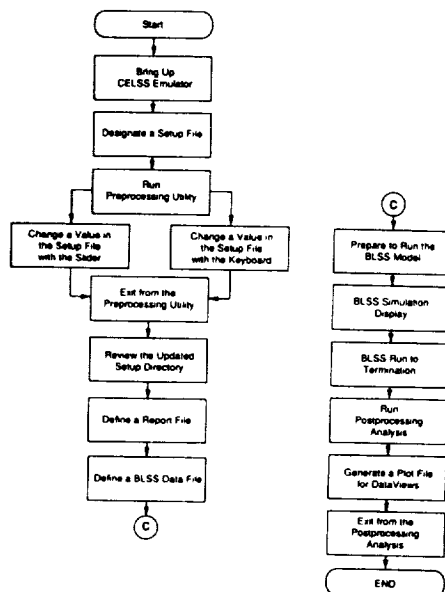 Start
Bring Up
CELSS Emulator
Designate a Setup File
Run
Preprocessing Utility
Change a Value in
the Setup File
with the Slider
Change a Value in
the Setup File
with the Keyboard
Exit from the
Preprocessing Utility
Review the Updated
Setup Directory
Define a Report File
Define a BLSS Data File
C
C
Prepare to Run the
BLSS Model
BLSS Simulation
Display
BLSS Run to
Termination
Run
Postprocessing
Analysis
Generate a Plot File
for DataViews
Exit from the
Postprocessing
Analysis
END